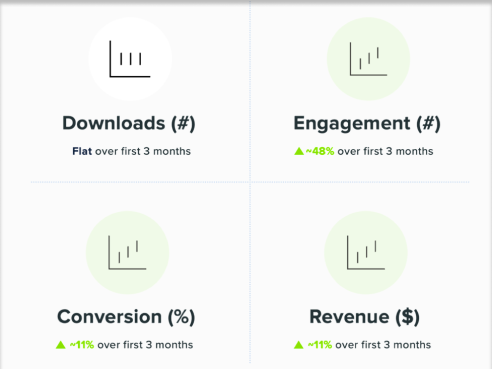 Downloads (#)
Flat over first 3 months
Engagement (#)
▲ ~48% over first 3 months
Conversion (%)
▲ ~11% over first 3 months
Revenue ($)
▲ ~11% over first 3 months